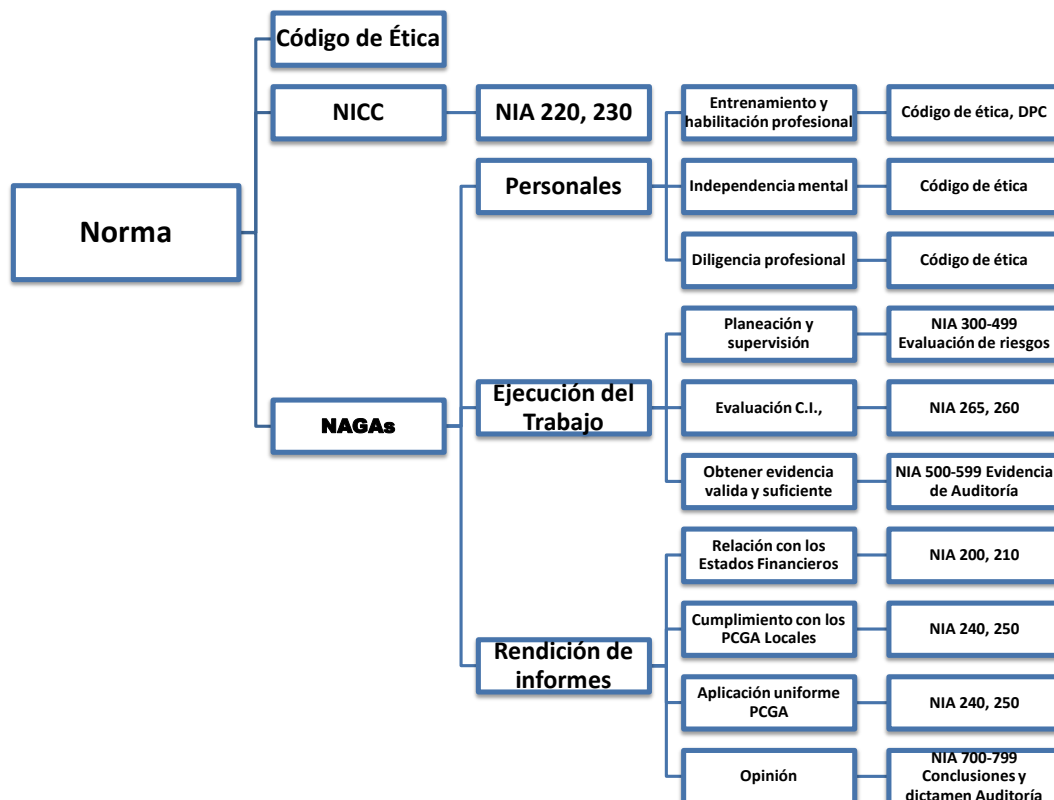 Código de Ética
NICC
NIA 220, 230
Norma
NAGAs
Personales
Entrenamiento y
habilitación profesional
Código de ética, DPC
Independencia mental
Código de ética
Diligencia profesional
Código de ética
Ejecución del
Trabajo
Planeación y
supervisión
NIA 300-499
Evaluación de riesgos
Evaluación C.I.,
NIA 265, 260
Obtener evidencia
valida y suficiente
NIA 500-599 Evidencia
de Auditoría
Rendición de
informes
Relación con los
Estados Financieros
NIA 200, 210
Cumplimiento con los
PCGA Locales
NIA 240, 250
Aplicación uniforme
PCGA
NIA 240, 250
Opinión
NIA 700-799
Conclusiones y
dictamen Auditoría